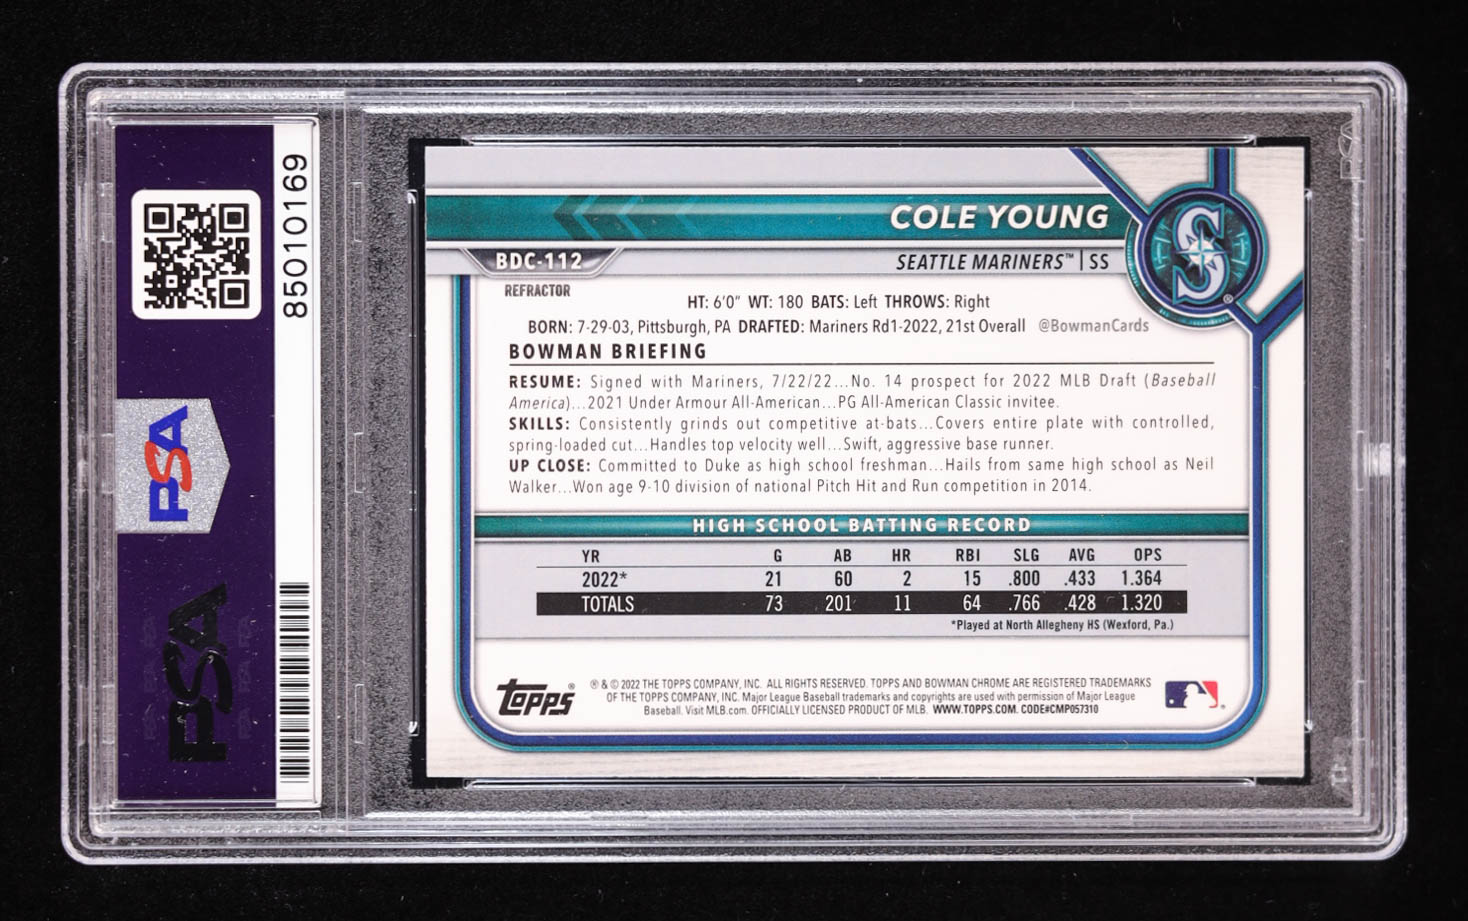 85010169
PSA
PSA
COLE YOUNG
BDC-112
SEATTLE MARINERS™ | SS
REFRACTOR
HT: 6'0" WT: 180 BATS: Left THROWS: Right
BORN: 7-29-03, Pittsburgh, PA DRAFTED: Mariners Rd1-2022, 21st Overall @BowmanCards
BOWMAN BRIEFING
RESUME: Signed with Mariners, 7/22/22...No. 14 prospect for 2022 MLB Draft (Baseball
America)...2021 Under Armour All-American...PG All-American Classic invitee.
SKILLS: Consistently grinds out competitive at-bats...Covers entire plate with controlled,
spring-loaded cut...Handles top velocity well...Swift, aggressive base runner.
UP CLOSE: Committed to Duke as high school freshman...Hails from same high school as Neil
Walker...Won age 9-10 division of national Pitch Hit and Run competition in 2014.
HIGH SCHOOL BATTING RECORD
YR G AB HR RBI SLG AVG OPS
2022* 21 60 2 15 .800 .433 1.364
TOTALS 73 201 11 64 .766 .428 1.320
*Played at North Allegheny HS (Wexford, Pa.)
TOPPS®
® & © 2022 THE TOPPS COMPANY, INC. ALL RIGHTS RESERVED. TOPPS AND BOWMAN CHROME ARE REGISTERED TRADEMARKS
OF THE TOPPS COMPANY, INC. Major League Baseball trademarks and copyrights are used with permission of Major League
Baseball. Visit MLB.com. OFFICIALLY LICENSED PRODUCT OF MLB. WWW.TOPPS.COM. CODE#CMP057310